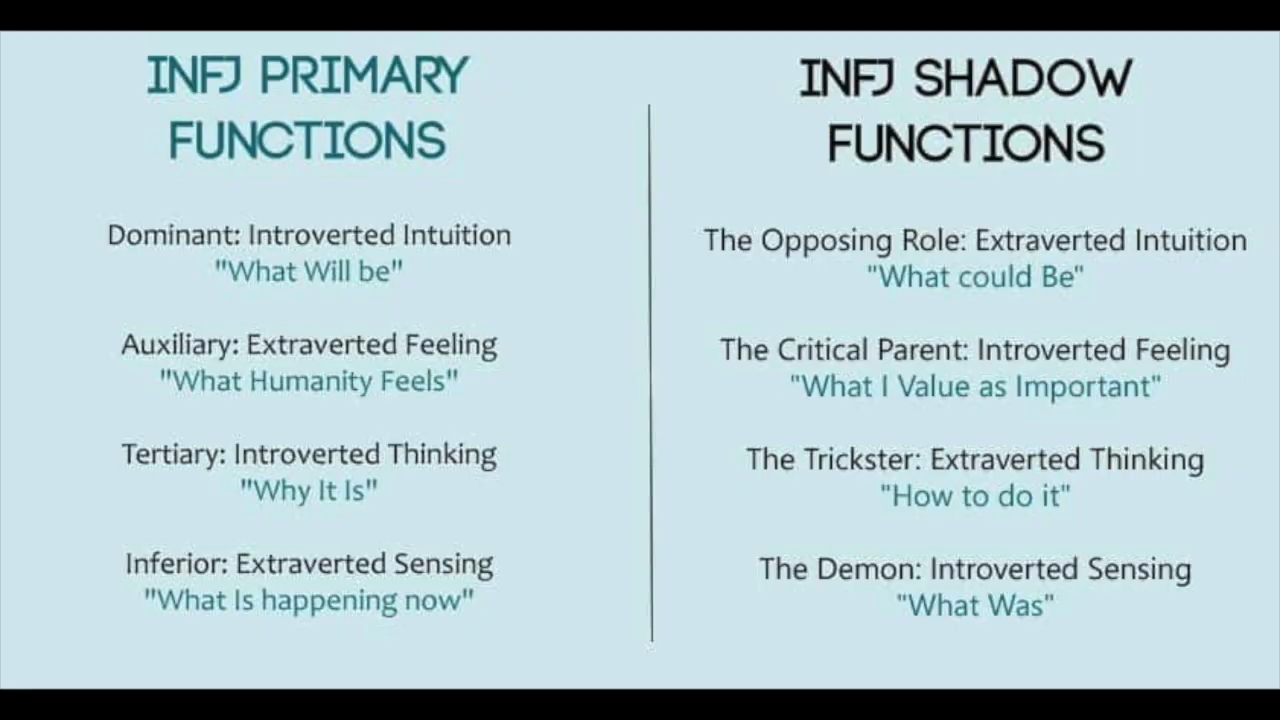 INFJ PRIMARY
FUNCTIONS
Dominant: Introverted Intuition
"What Will be"
Auxiliary: Extraverted Feeling
"What Humanity Feels"
Tertiary: Introverted Thinking
"Why It Is"
Inferior: Extraverted Sensing
"What Is happening now"
INFJ SHADOW
FUNCTIONS
The Opposing Role: Extraverted Intuition
"What could Be"
The Critical Parent: Introverted Feeling
"What I Value as Important"
The Trickster: Extraverted Thinking
"How to do it"
The Demon: Introverted Sensing
"What Was"